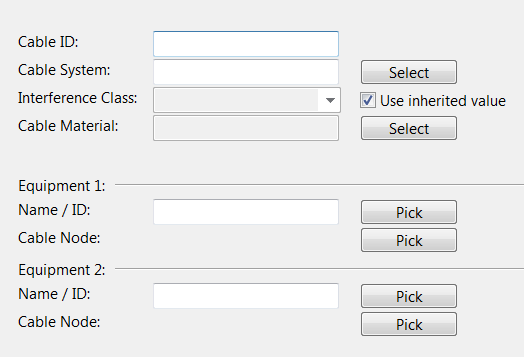 Cable ID:
Cable System: Select
Interference Class: Use inherited value
Cable Material: Select
Equipment 1:
Name / ID: Pick
Cable Node: Pick
Equipment 2:
Name / ID: Pick
Cable Node: Pick